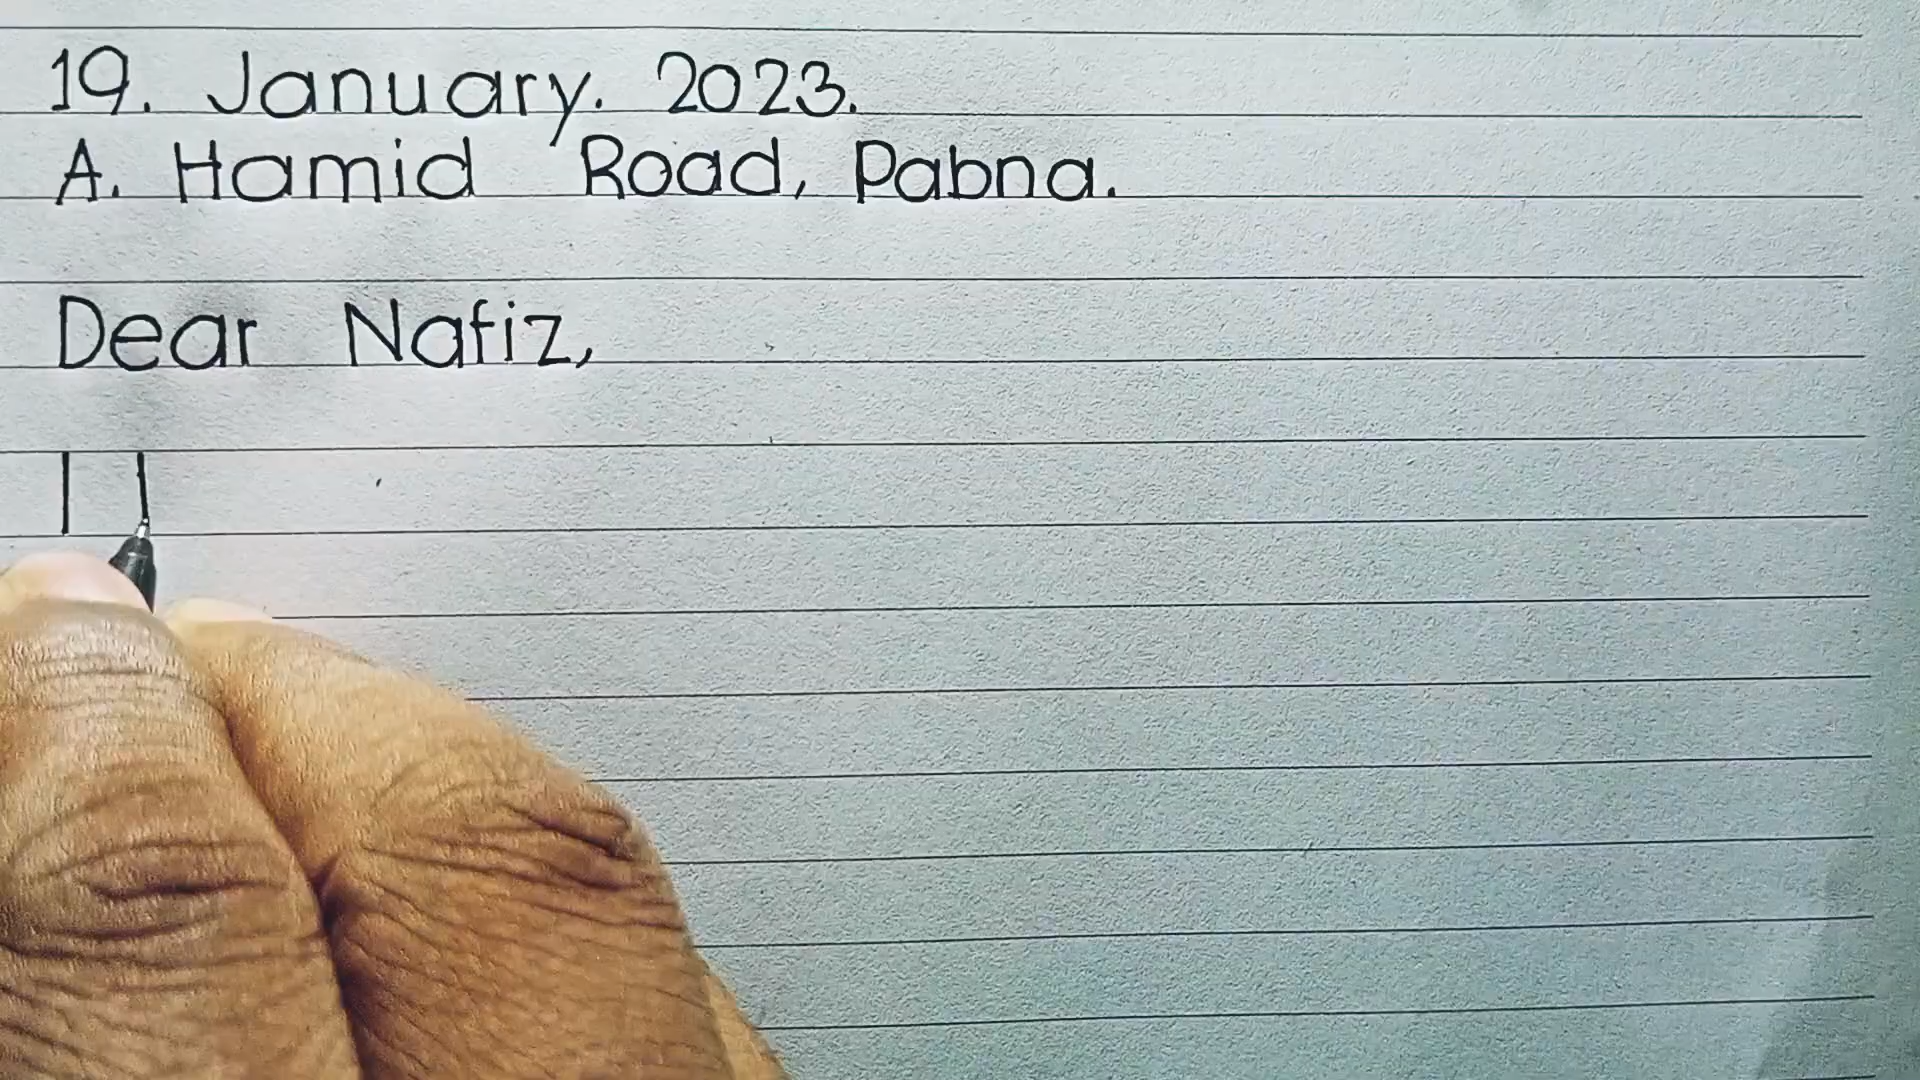 19. January. 2023.
A. Hamid Road, Pabna.
Dear Nafiz,